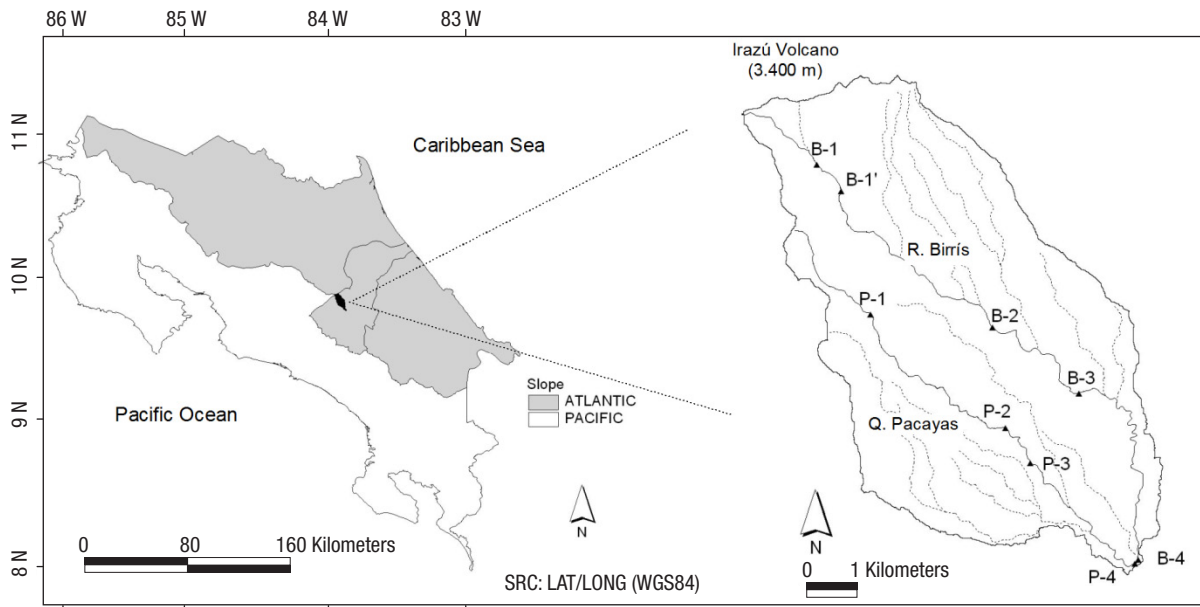 86 W
85 W
84 W
83 W
11 N
10 N
9 N
8 N
Caribbean Sea
Pacific Ocean
Slope
ATLANTIC
PACIFIC
N
0 80 160 Kilometers
SRC: LAT/LONG (WGS84)
Irazú Volcano
(3.400 m)
B-1
B-1'
R. Birrís
P-1
B-2
B-3
P-2
Q. Pacayas
P-3
N
0 1 Kilometers
B-4
P-4